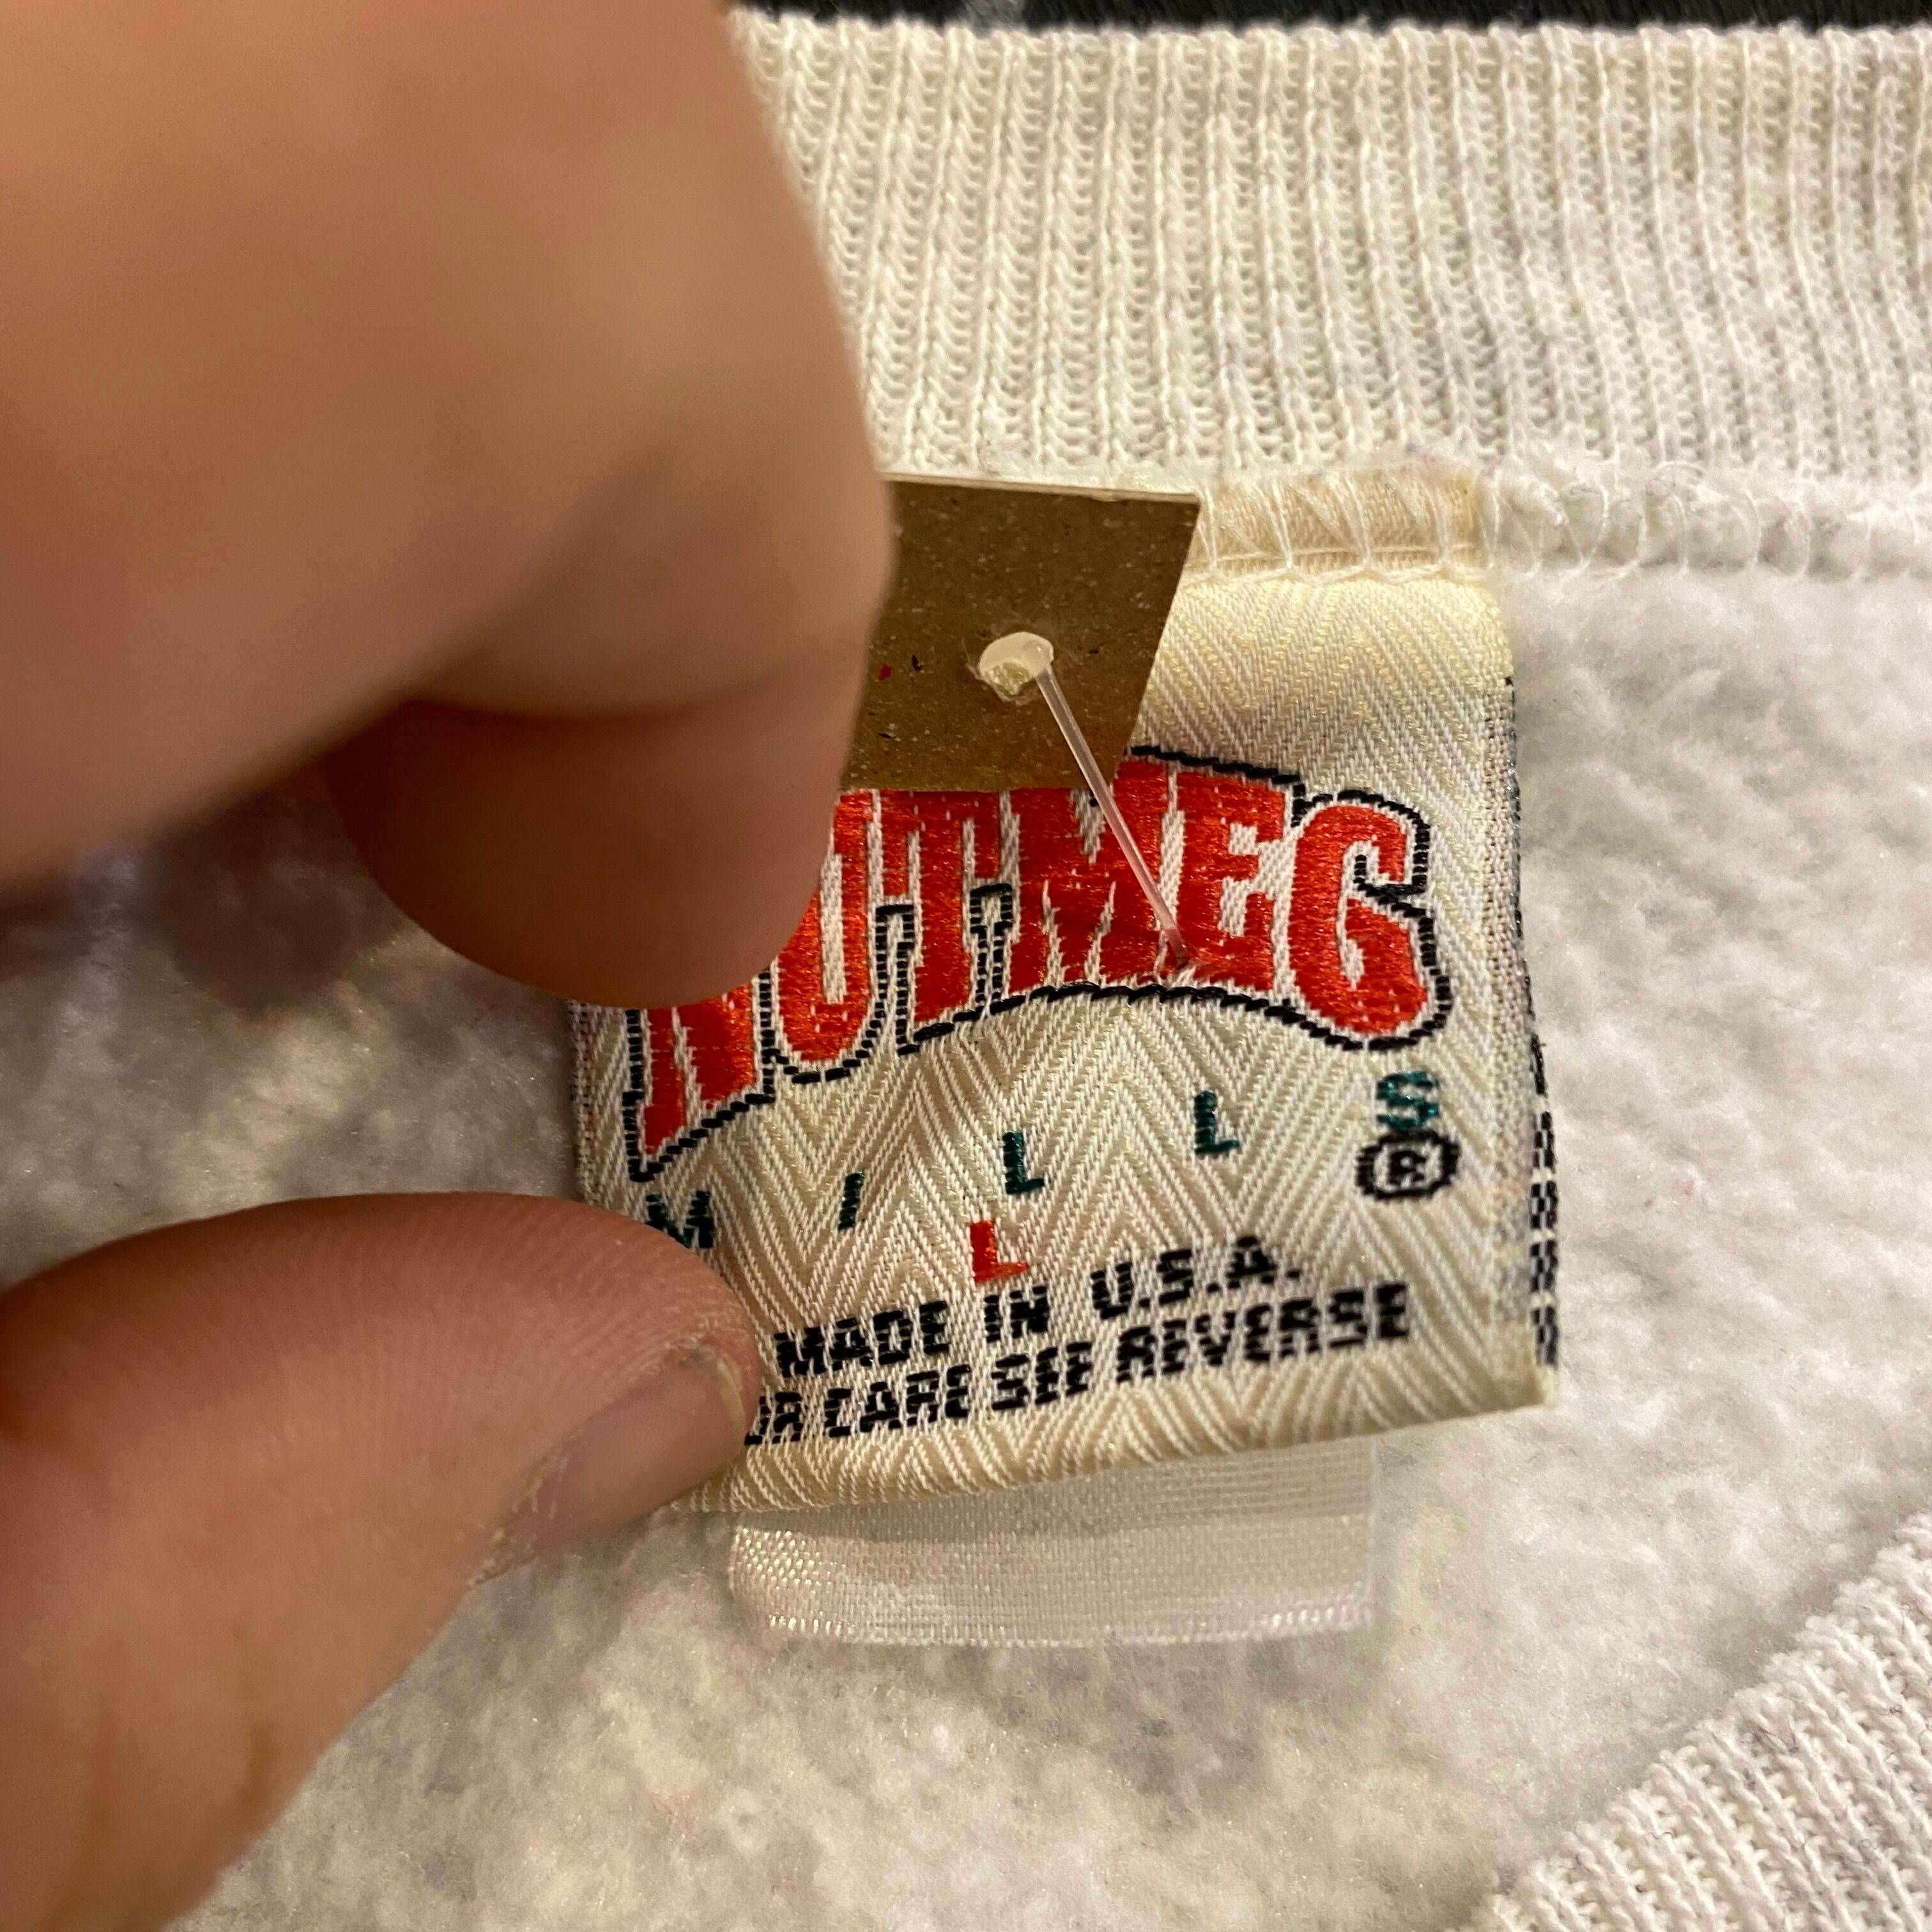 NUTMEG
MILLS ®
L
MADE IN U.S.A.
OR CARE SEE REVERSE